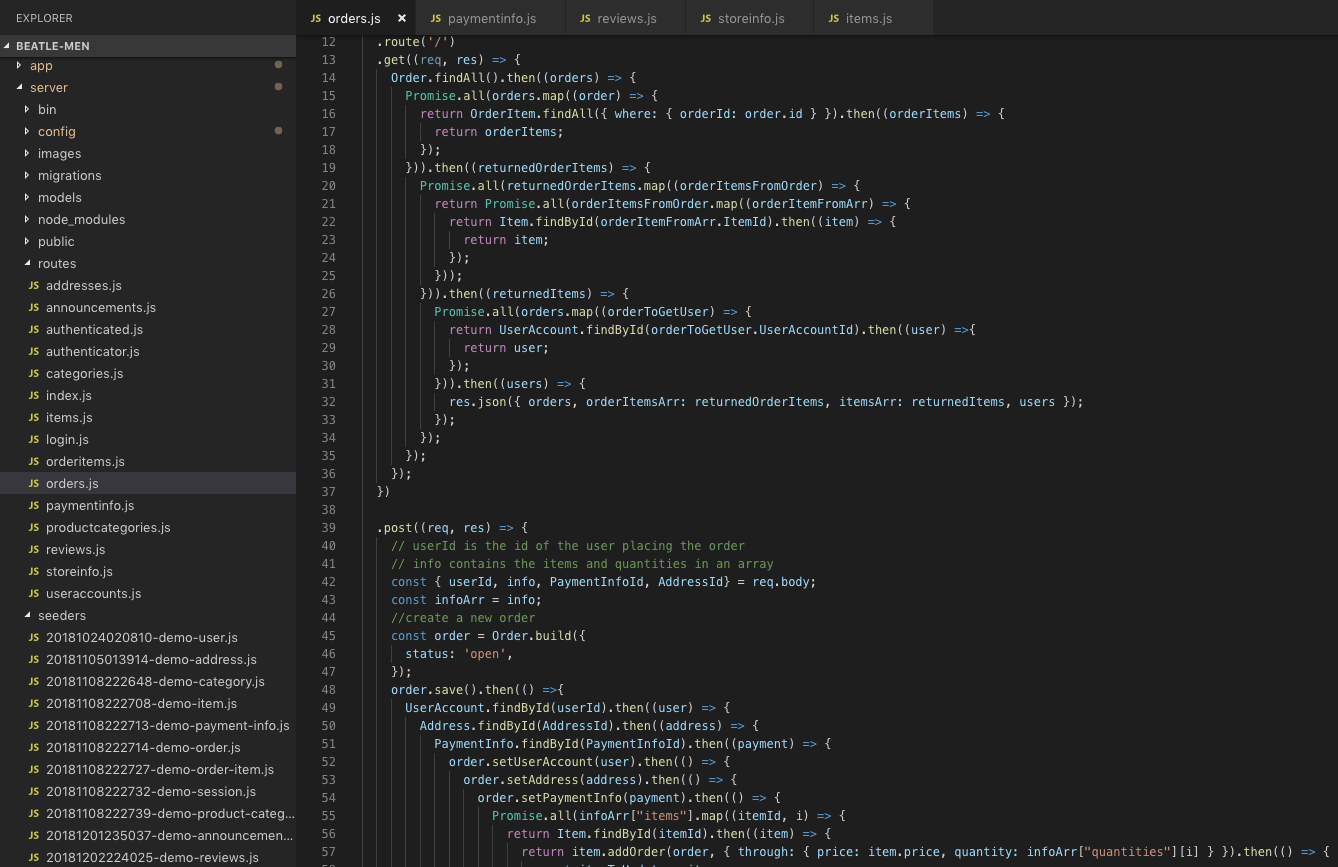 EXPLORER
BEATLE-MEN
app
server
bin
config
images
migrations
models
node_modules
public
routes
JS addresses.js
JS announcements.js
JS authenticated.js
JS authenticator.js
JS categories.js
JS index.js
JS items.js
JS login.js
JS orderitems.js
JS orders.js
JS paymentinfo.js
JS productcategories.js
JS reviews.js
JS storeinfo.js
JS useraccounts.js
seeders
JS 20181024020810-demo-user.js
JS 20181105013914-demo-address.js
JS 20181108222648-demo-category.js
JS 20181108222708-demo-item.js
JS 20181108222713-demo-payment-info.js
JS 20181108222714-demo-order.js
JS 20181108222727-demo-order-item.js
JS 20181108222732-demo-session.js
JS 20181108222739-demo-product-categ...
JS 20181201235037-demo-announcemen...
JS 20181202224025-demo-reviews.js
JS orders.js × JS paymentinfo.js JS reviews.js JS storeinfo.js JS items.js
12 .route('/')
13 .get((req, res) => {
14 Order.findAll().then((orders) => {
15 Promise.all(orders.map((order) => {
16 return OrderItem.findAll({ where: { orderId: order.id } }).then((orderItems) => {
17 return orderItems;
18 });
19 })).then((returnedOrderItems) => {
20 Promise.all(returnedOrderItems.map((orderItemsFromOrder) => {
21 return Promise.all(orderItemsFromOrder.map((orderItemFromArr) => {
22 return Item.findById(orderItemFromArr.ItemId).then((item) => {
23 return item;
24 });
25 }));
26 })).then((returnedItems) => {
27 Promise.all(orders.map((orderToGetUser) => {
28 return UserAccount.findById(orderToGetUser.UserAccountId).then((user) =>{
29 return user;
30 });
31 })).then((users) => {
32 res.json({ orders, orderItemsArr: returnedOrderItems, itemsArr: returnedItems, users });
33 });
34 });
35 });
36 });
37 })
38
39 .post((req, res) => {
40 // userId is the id of the user placing the order
41 // info contains the items and quantities in an array
42 const { userId, info, PaymentInfoId, AddressId} = req.body;
43 const infoArr = info;
44 //create a new order
45 const order = Order.build({
46 status: 'open',
47 });
48 order.save().then(() =>{
49 UserAccount.findById(userId).then((user) => {
50 Address.findById(AddressId).then((address) => {
51 PaymentInfo.findById(PaymentInfoId).then((payment) => {
52 order.setUserAccount(user).then(() => {
53 order.setAddress(address).then(() => {
54 order.setPaymentInfo(payment).then(() => {
55 Promise.all(infoArr["items"].map((itemId, i) => {
56 return Item.findById(itemId).then((item) => {
57 return item.addOrder(order, { through: { price: item.price, quantity: infoArr["quantities"][i] } }).then(() => {